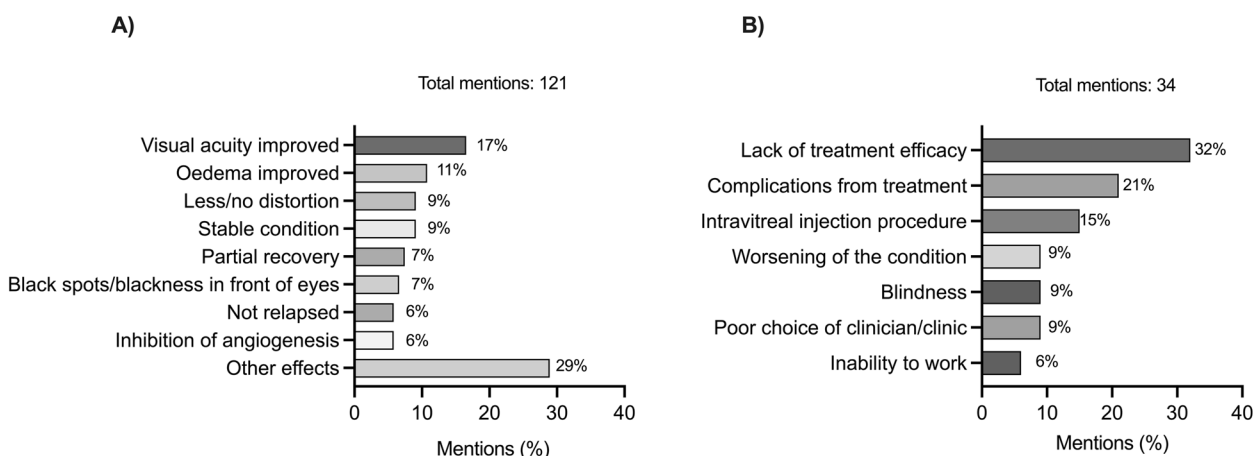 A)
Total mentions: 121
Visual acuity improved 17%
Oedema improved 11%
Less/no distortion 9%
Stable condition 9%
Partial recovery 7%
Black spots/blackness in front of eyes 7%
Not relapsed 6%
Inhibition of angiogenesis 6%
Other effects 29%
0 10 20 30 40
Mentions (%)
B)
Total mentions: 34
Lack of treatment efficacy 32%
Complications from treatment 21%
Intravitreal injection procedure 15%
Worsening of the condition 9%
Blindness 9%
Poor choice of clinician/clinic 9%
Inability to work 6%
0 10 20 30 40
Mentions (%)